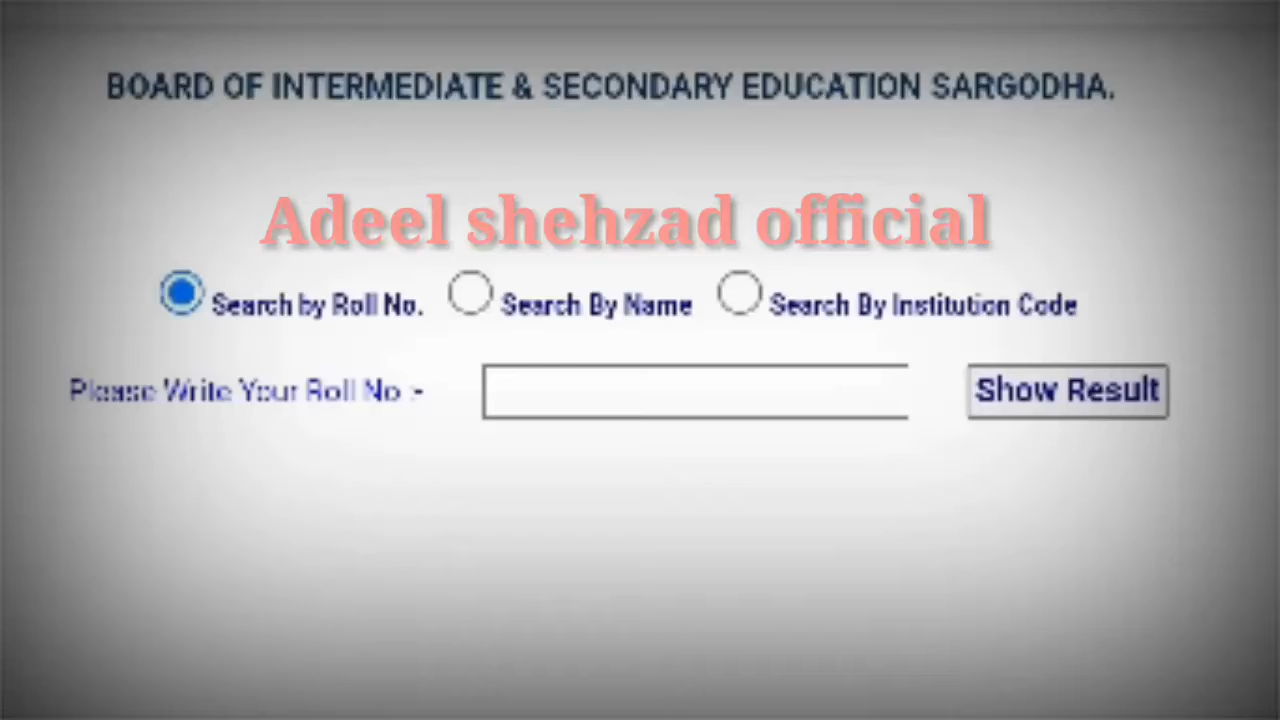 BOARD OF INTERMEDIATE & SECONDARY EDUCATION SARGODHA.
Adeel shehzad official
Search by Roll No. Search By Name Search By Institution Code
Please Write Your Roll No :- Show Result